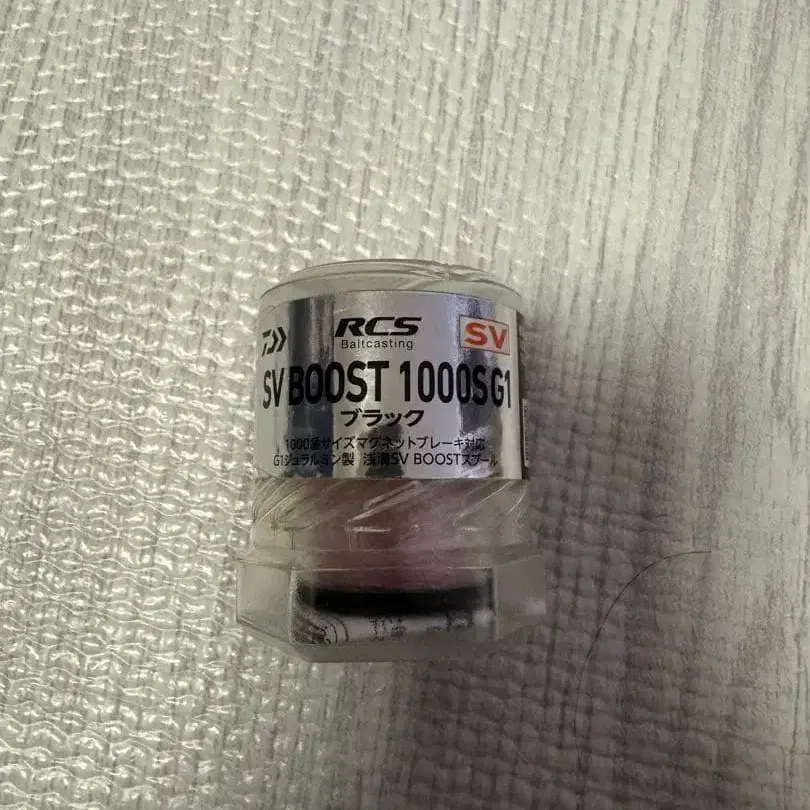 RCS SV
Baitcasting
SV BOOST 1000SG1
ブラック
1000番サイズマグネットブレーキ対応
G1ジュラルミン製 浅溝SV BOOSTスプール